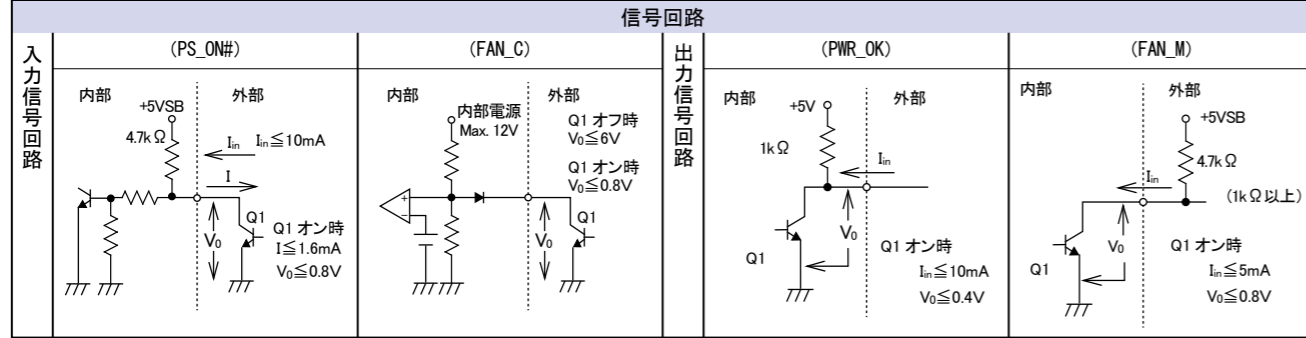 信号回路
入力信号回路
(PS_ON#)
内部
外部
+5VSB
4.7kΩ
Iin Iin≦10mA
I
Q1
V0
Q1 オン時
I≦1.6mA
V0≦0.8V
(FAN_C)
内部
外部
内部電源
Max. 12V
Q1 オフ時
V0≦6V
Q1 オン時
V0≦0.8V
+
−
Q1
V0
出力信号回路
(PWR_OK)
内部
外部
+5V
1kΩ
Iin
V0
Q1
Q1 オン時
Iin≦10mA
V0≦0.4V
(FAN_M)
内部
外部
+5VSB
4.7kΩ
(1kΩ以上)
Iin
V0
Q1
Q1 オン時
Iin≦5mA
V0≦0.8V